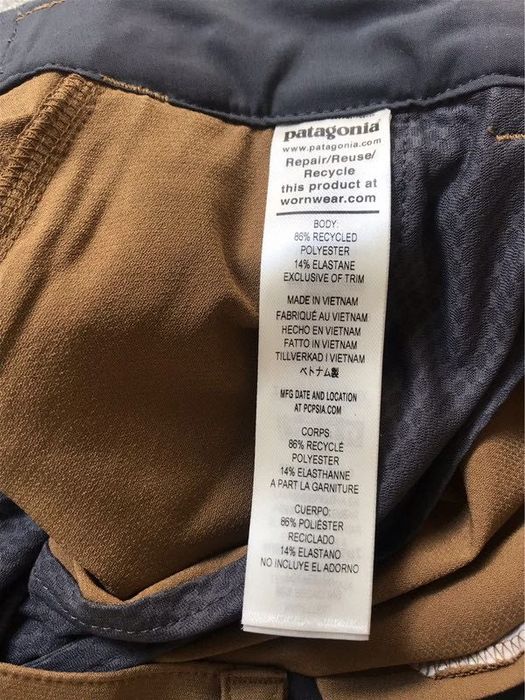 patagonia
www.patagonia.com
Repair/Reuse/
Recycle
this product at
wornwear.com
BODY:
86% RECYCLED
POLYESTER
14% ELASTANE
EXCLUSIVE OF TRIM
MADE IN VIETNAM
FABRIQUÉ AU VIETNAM
HECHO EN VIETNAM
FATTO IN VIETNAM
TILLVERKAD I VIETNAM
ベトナム製
MFG DATE AND LOCATION
AT PCPSIA.COM
CORPS:
86% RECYCLÉ
POLYESTER
14% ELASTHANNE
A PART LA GARNITURE
CUERPO:
86% POLIÉSTER
RECICLADO
14% ELASTANO
NO INCLUYE EL ADORNO